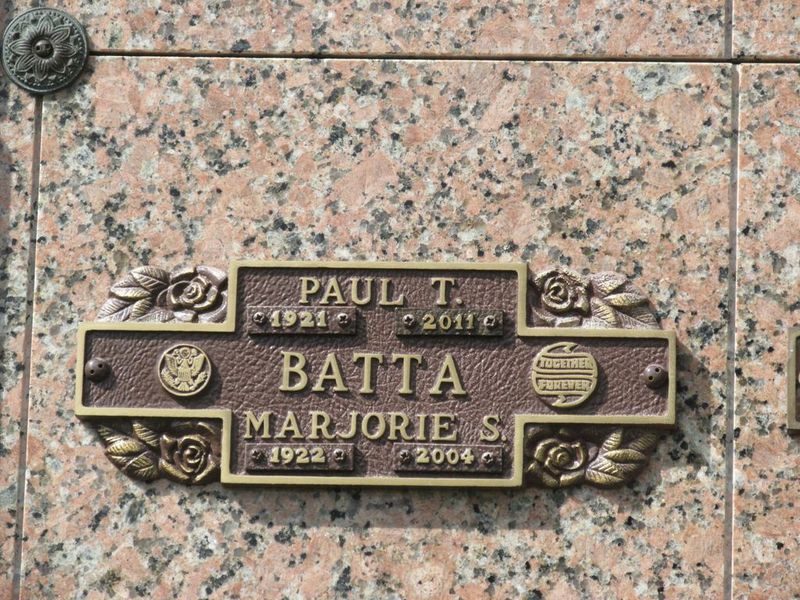 PAUL T.
1921 2011
BATTA
TOGETHER
FOREVER
MARJORIE S.
1922 2004